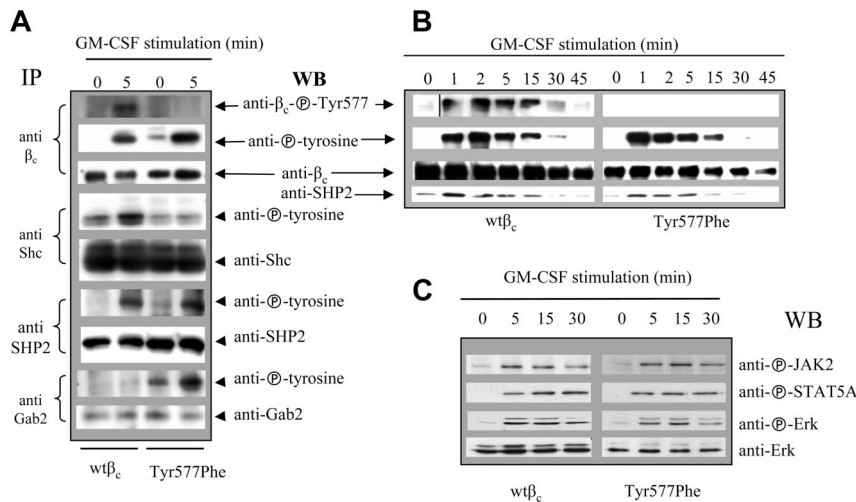 A
GM-CSF stimulation (min)
IP
0 5 0 5
WB
anti-βc-Ⓟ-Tyr577
anti βc
anti-Ⓟ-tyrosine
anti-βc
anti-SHP2
anti Shc
anti-Ⓟ-tyrosine
anti-Shc
anti SHP2
anti-Ⓟ-tyrosine
anti-SHP2
anti Gab2
anti-Ⓟ-tyrosine
anti-Gab2
wtβc Tyr577Phe
B
GM-CSF stimulation (min)
0 1 2 5 15 30 45 0 1 2 5 15 30 45
wtβc Tyr577Phe
C
GM-CSF stimulation (min)
0 5 15 30 0 5 15 30 WB
anti-Ⓟ-JAK2
anti-Ⓟ-STAT5A
anti-Ⓟ-Erk
anti-Erk
wtβc Tyr577Phe